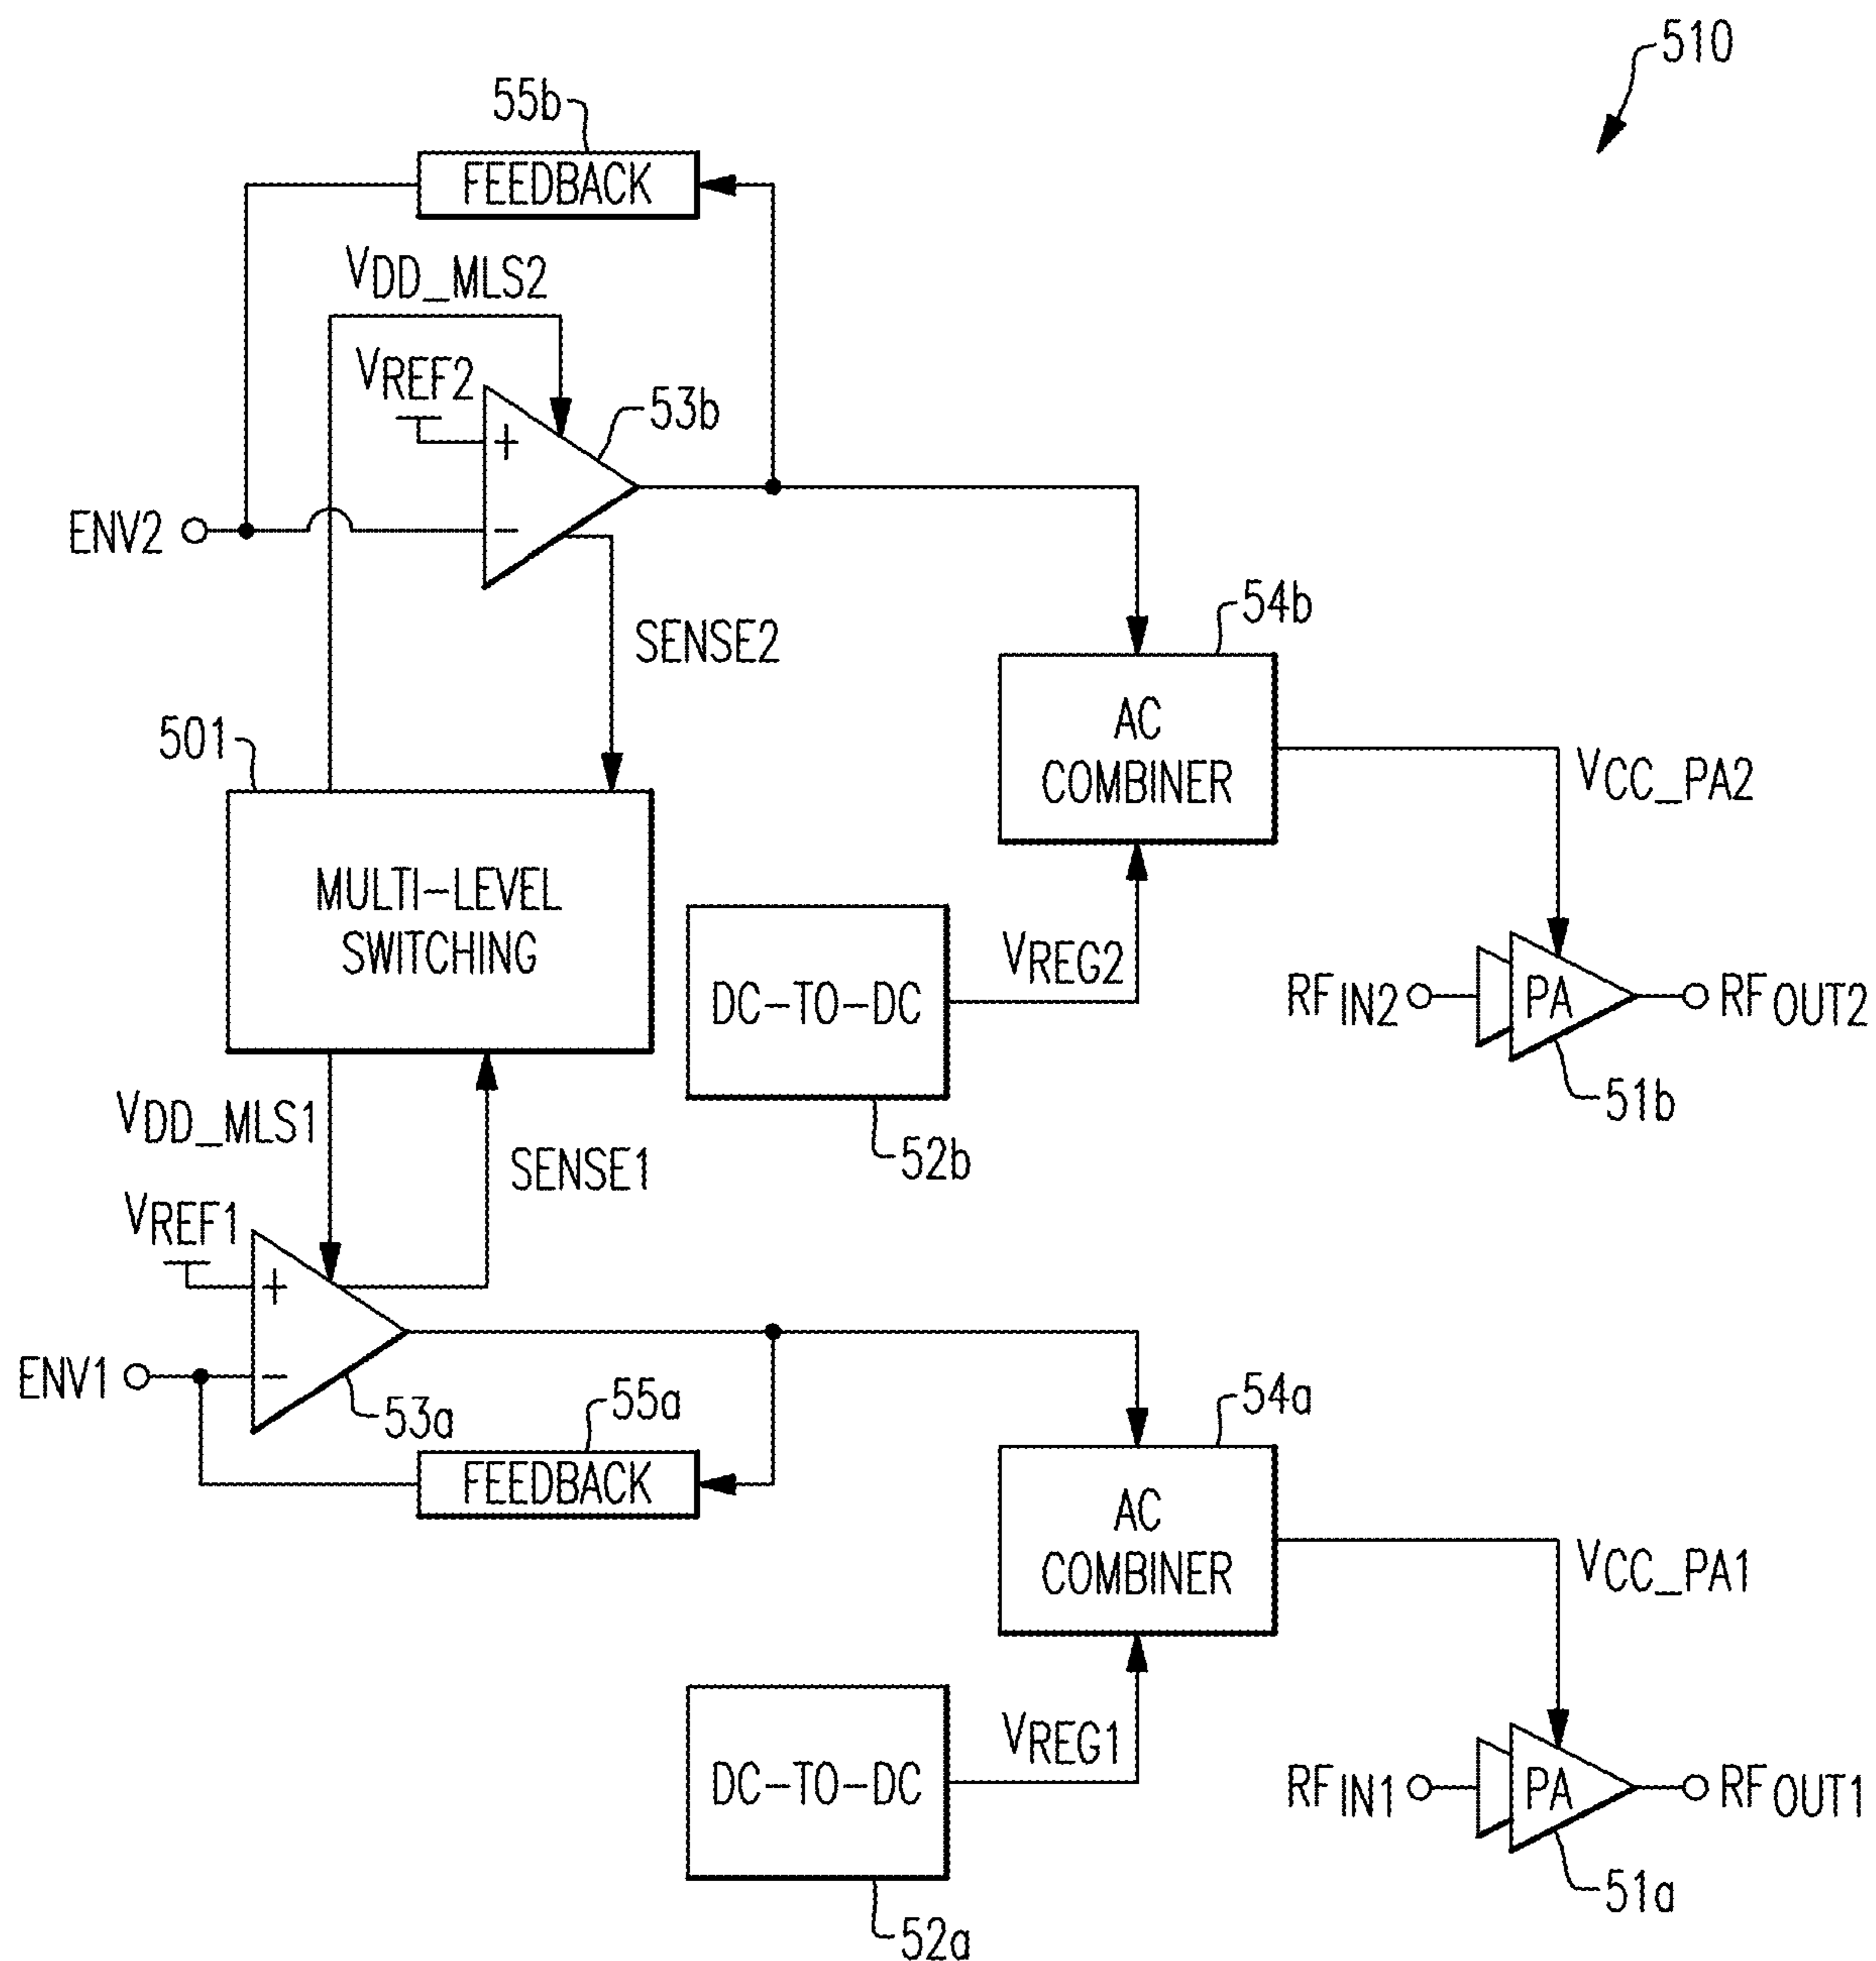 510
55b
FEEDBACK
VDD_MLS2
VREF2
53b
+
ENV2
−
SENSE2
54b
501
AC
COMBINER
VCC_PA2
MULTI-LEVEL
SWITCHING
VREG2
DC-TO-DC
RFIN2
PA
RFOUT2
51b
52b
VDD_MLS1
SENSE1
VREF1
+
ENV1
−
53a
55a
FEEDBACK
54a
AC
COMBINER
VCC_PA1
VREG1
DC-TO-DC
RFIN1
PA
RFOUT1
51a
52a